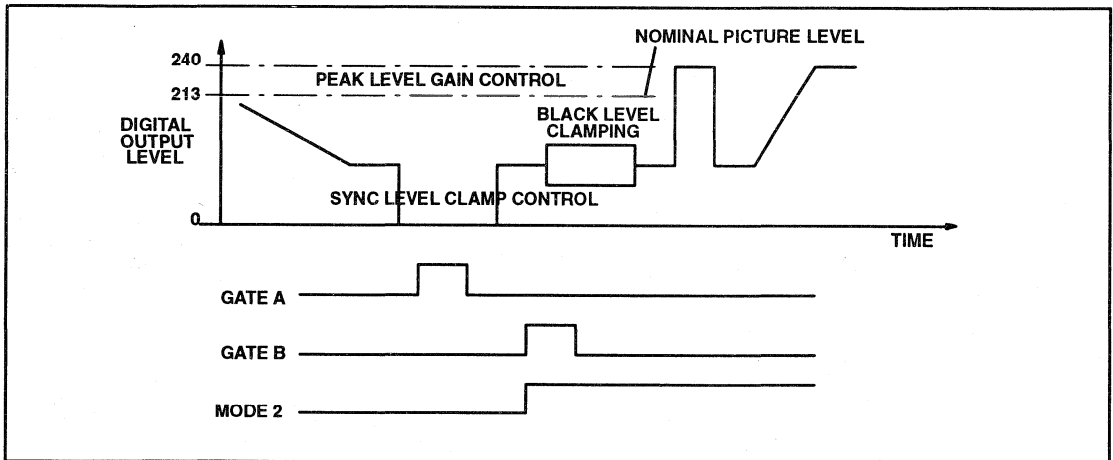 NOMINAL PICTURE LEVEL
240
PEAK LEVEL GAIN CONTROL
213
BLACK LEVEL
CLAMPING
DIGITAL
OUTPUT
LEVEL
SYNC LEVEL CLAMP CONTROL
0
TIME
GATE A
GATE B
MODE 2